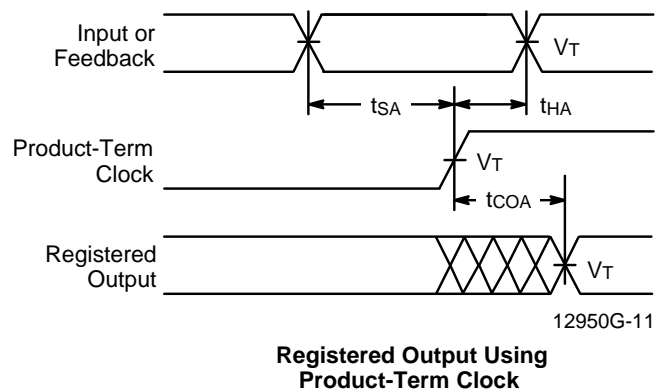 Input or
Feedback
VT
tSA
tHA
Product-Term
Clock
VT
tCOA
Registered
Output
VT
12950G-11
Registered Output Using
Product-Term Clock